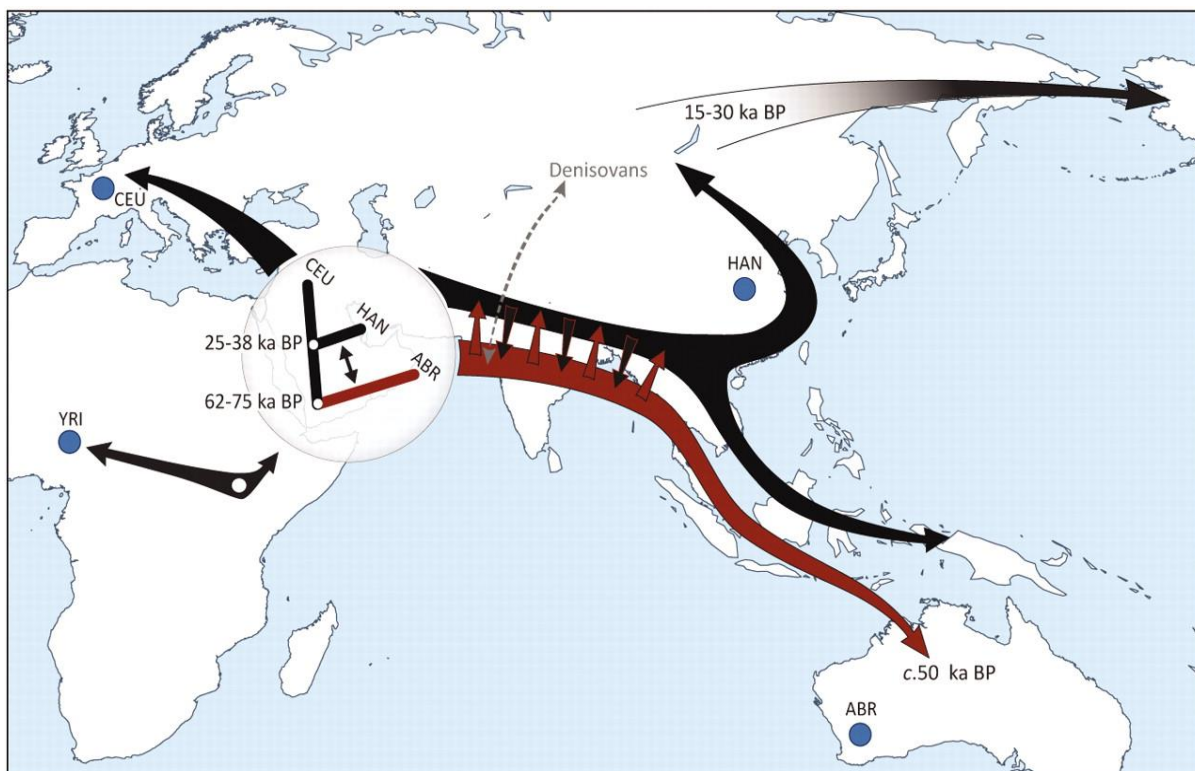 15-30 ka BP
Denisovans
CEU
HAN
CEU
HAN
25-38 ka BP
ABR
62-75 ka BP
YRI
c.50 ka BP
ABR